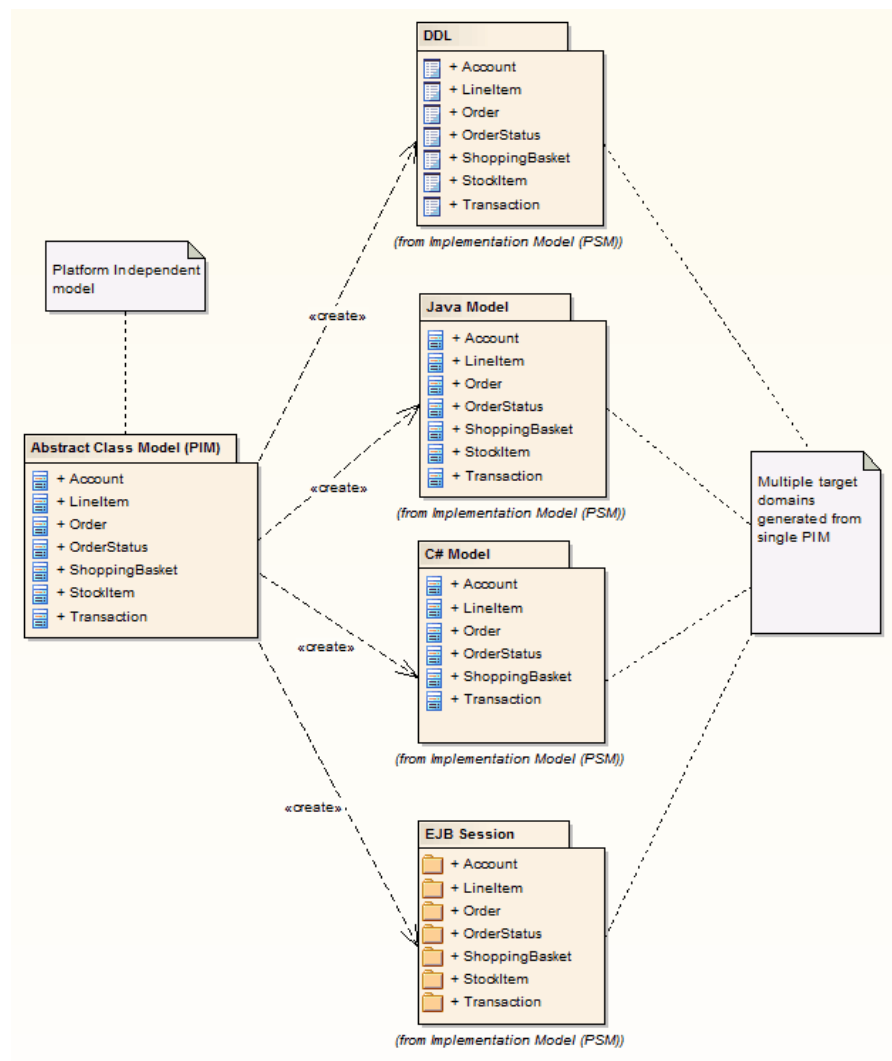 DDL
+ Account
+ LineItem
+ Order
+ OrderStatus
+ ShoppingBasket
+ StockItem
+ Transaction
(from Implementation Model (PSM))
Platform Independent
model
«create»
Java Model
+ Account
+ LineItem
+ Order
+ OrderStatus
+ ShoppingBasket
+ StockItem
+ Transaction
(from Implementation Model (PSM))
«create»
Abstract Class Model (PIM)
+ Account
+ LineItem
+ Order
+ OrderStatus
+ ShoppingBasket
+ StockItem
+ Transaction
Multiple target
domains
generated from
single PIM
C# Model
+ Account
+ LineItem
+ Order
+ OrderStatus
+ ShoppingBasket
+ Transaction
(from Implementation Model (PSM))
«create»
«create»
EJB Session
+ Account
+ LineItem
+ Order
+ OrderStatus
+ ShoppingBasket
+ StockItem
+ Transaction
(from Implementation Model (PSM))